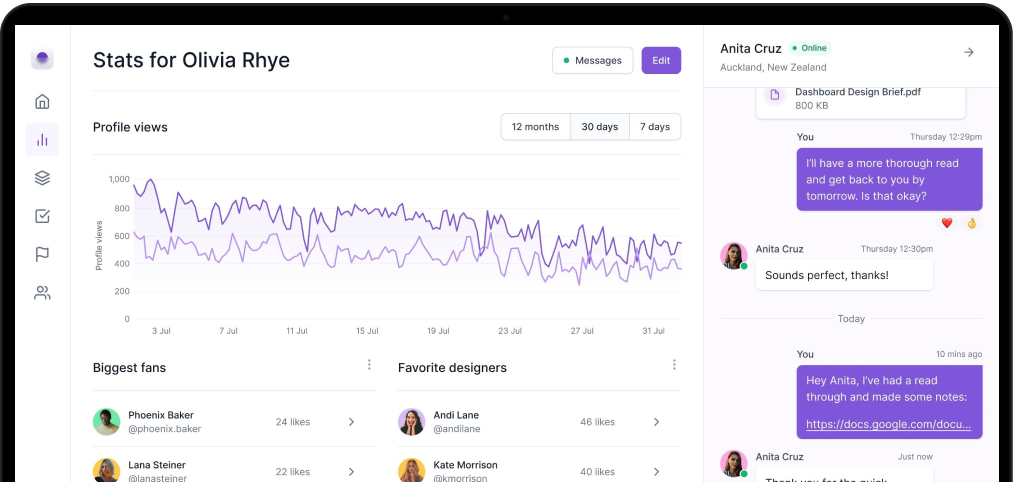 Stats for Olivia Rhye
Messages
Edit
Profile views
12 months
30 days
7 days
Profile views
1,000
800
600
400
200
0
3 Jul
7 Jul
11 Jul
15 Jul
19 Jul
23 Jul
27 Jul
31 Jul
Biggest fans
Phoenix Baker
@phoenix.baker
24 likes
Lana Steiner
@lanasteiner
22 likes
Favorite designers
Andi Lane
@andilane
46 likes
Kate Morrison
@kmorrison
40 likes
Anita Cruz
Online
Auckland, New Zealand
Dashboard Design Brief.pdf
800 KB
You
Thursday 12:29pm
I'll have a more thorough read
and get back to you by
tomorrow. Is that okay?
Anita Cruz
Thursday 12:30pm
Sounds perfect, thanks!
Today
You
10 mins ago
Hey Anita, I've had a read
through and made some notes:
https://docs.google.com/docu...
Anita Cruz
Just now
Thank you for the quick